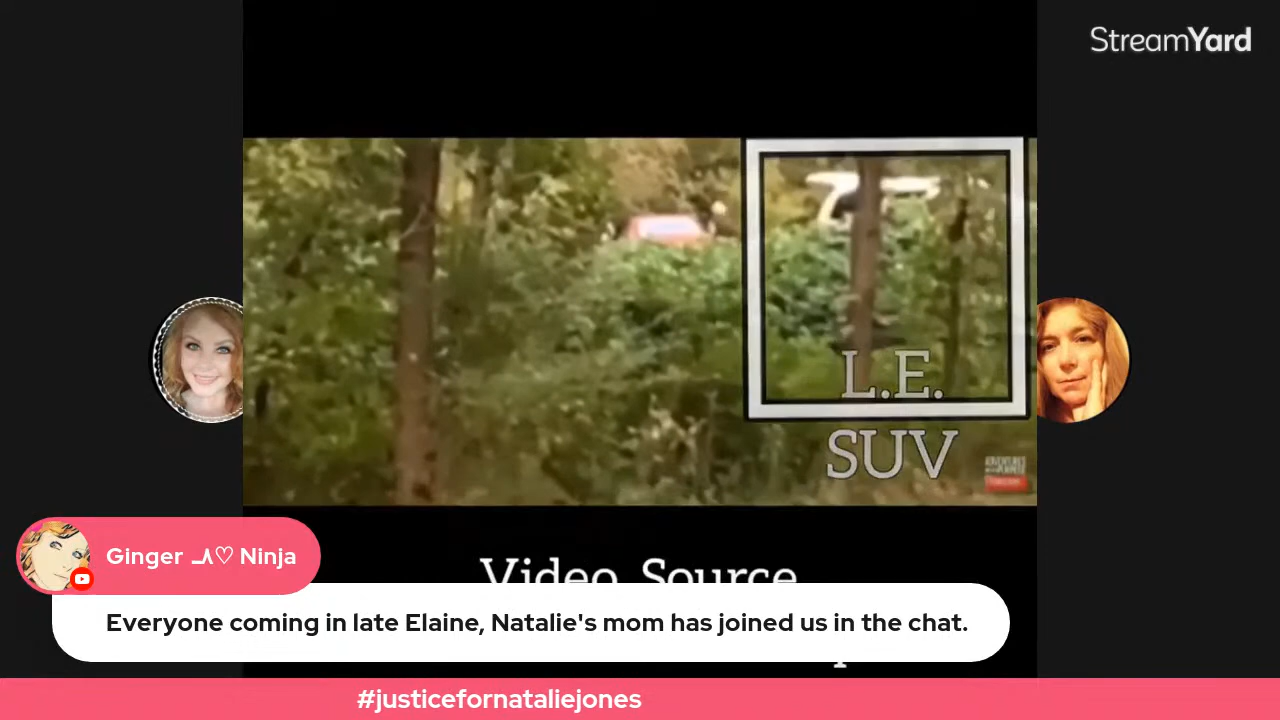 StreamYard
L.E.
SUV
Video Source
Ginger Ⲁ♡ Ninja
Everyone coming in late Elaine, Natalie's mom has joined us in the chat.
#justicefornataliejones